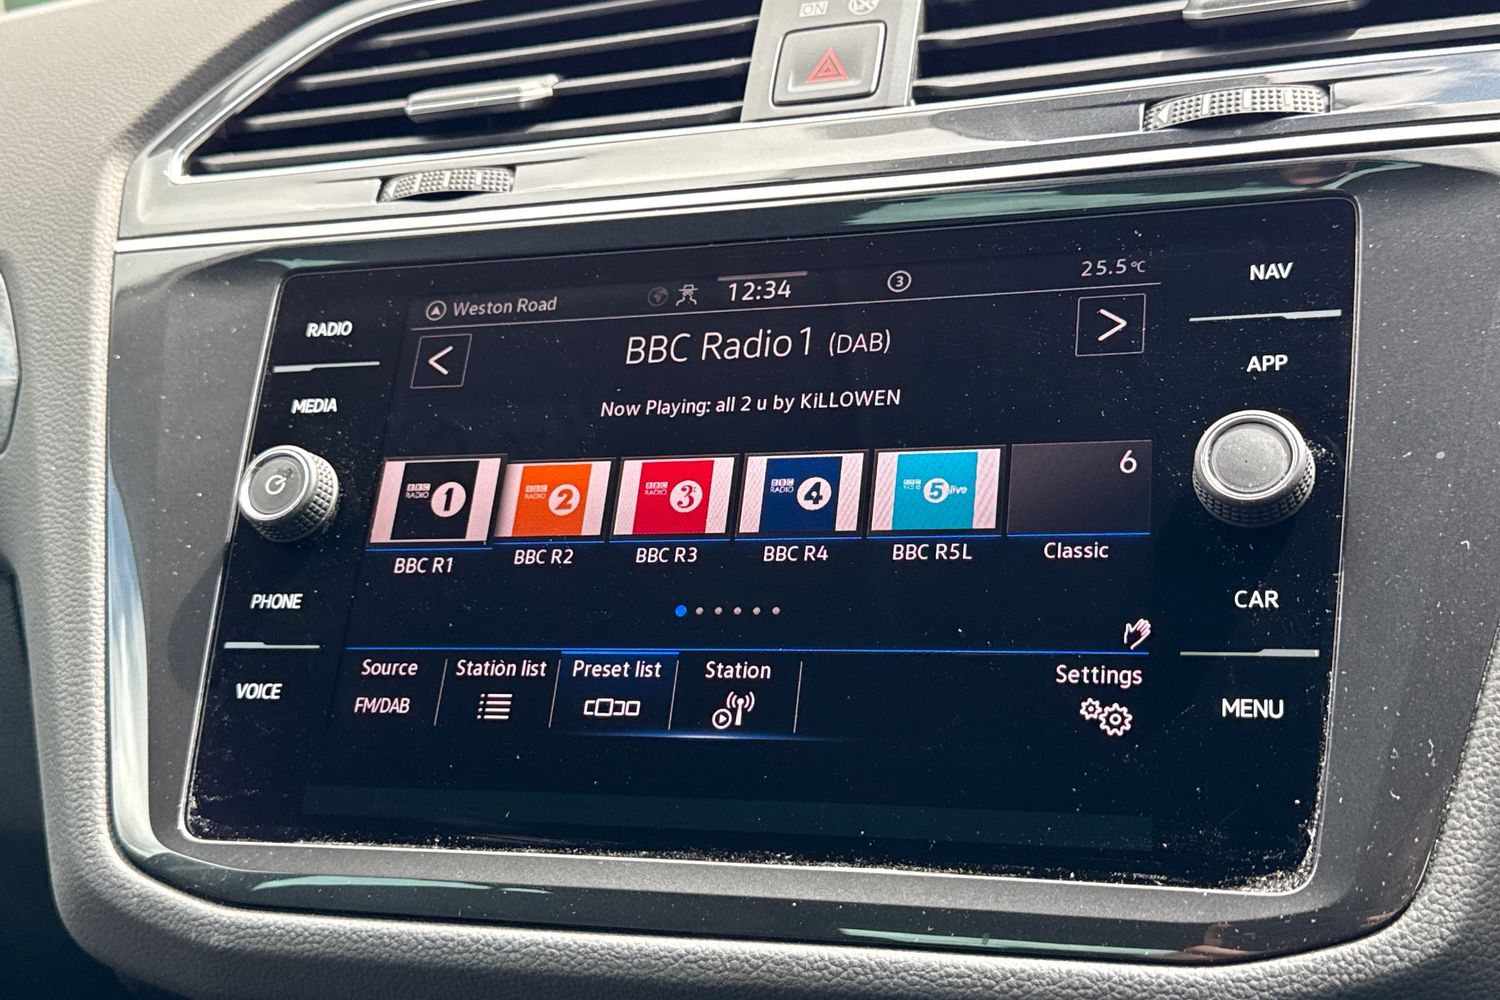 ON
Weston Road
12:34
3
25.5°C
NAV
RADIO
<
BBC Radio 1 (DAB)
>
APP
MEDIA
Now Playing: all 2 u by KiLLOWEN
BBC RADIO 1
BBC RADIO 2
BBC RADIO 3
BBC RADIO 4
BBC RADIO 5 live
6
BBC R1
BBC R2
BBC R3
BBC R4
BBC R5L
Classic
PHONE
CAR
Source
Station list
Preset list
Station
Settings
VOICE
FM/DAB
MENU